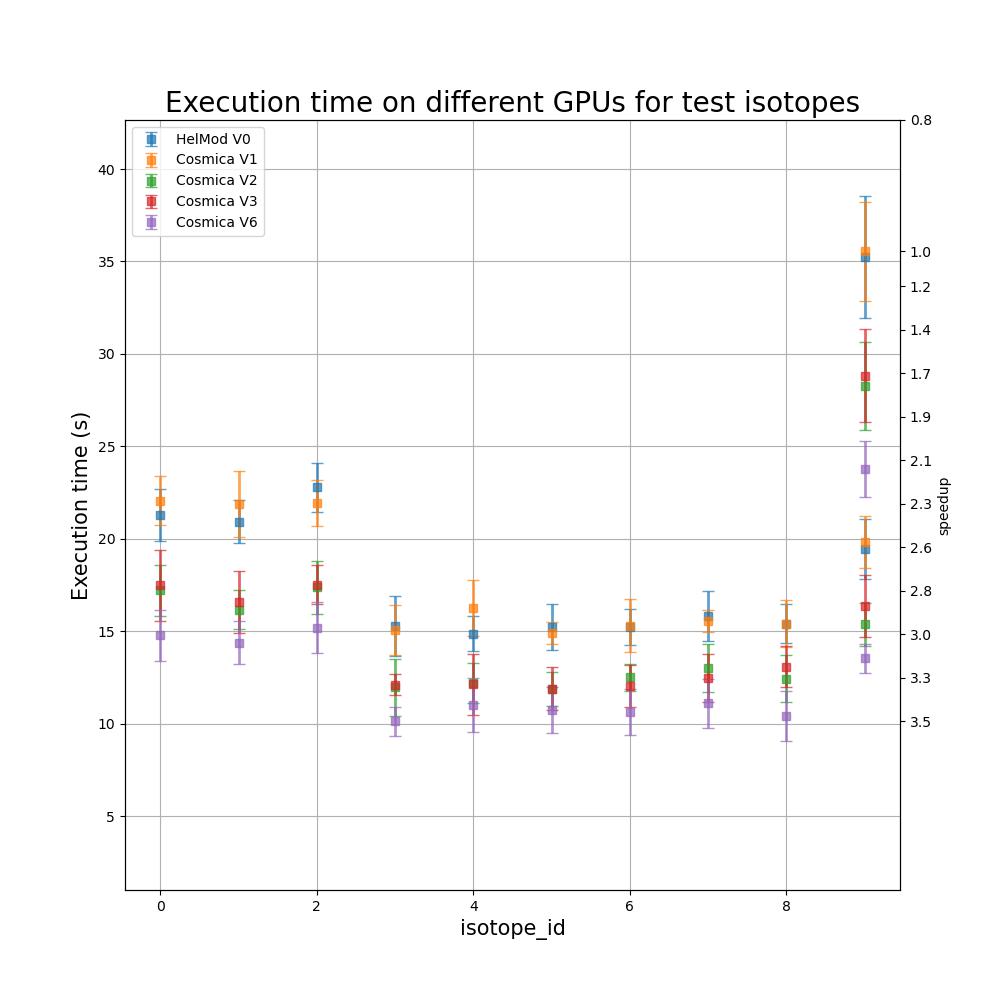 Execution time on different GPUs for test isotopes
HelMod V0
Cosmica V1
Cosmica V2
Cosmica V3
Cosmica V6
Execution time (s)
40
35
30
25
20
15
10
5
0
2
4
6
8
isotope_id
0.8
1.0
1.2
1.4
1.7
1.9
2.1
2.3
2.6
2.8
3.0
3.3
3.5
speedup